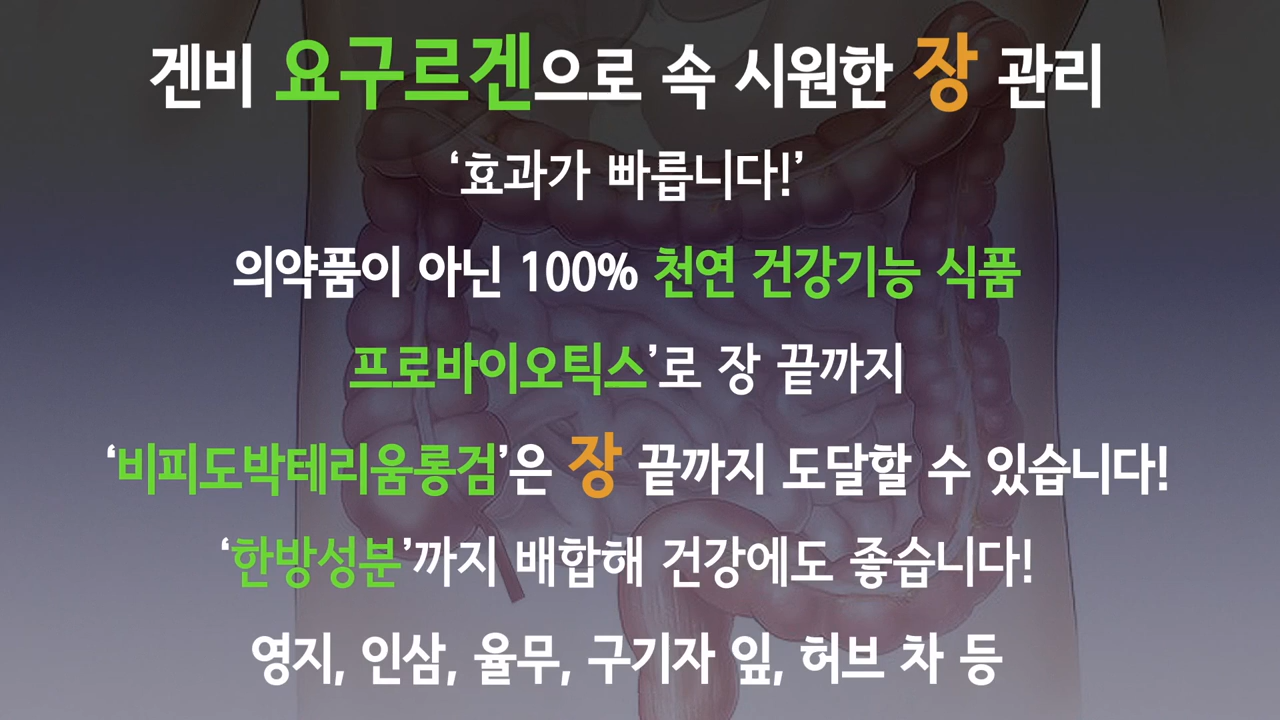 겐비 요구르겐으로 속 시원한 장 관리
‘효과가 빠릅니다!’
의약품이 아닌 100% 천연 건강기능 식품
프로바이오틱스’로 장 끝까지
‘비피도박테리움롱검’은 장 끝까지 도달할 수 있습니다!
‘한방성분’까지 배합해 건강에도 좋습니다!
영지, 인삼, 율무, 구기자 잎, 허브 차 등